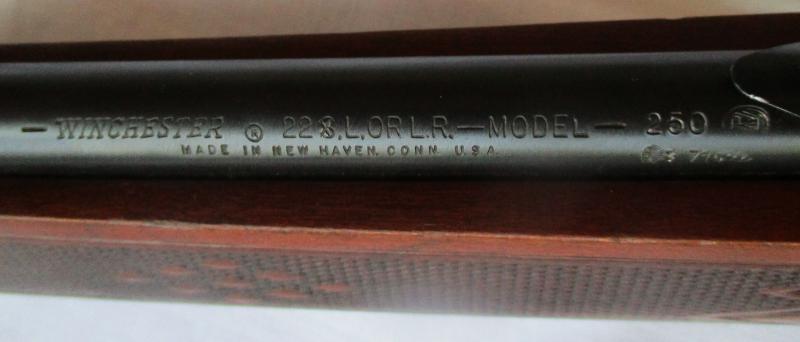 — WINCHESTER ® 22 S,L,OR L.R. — MODEL — 250
MADE IN NEW HAVEN, CONN. U.S.A.